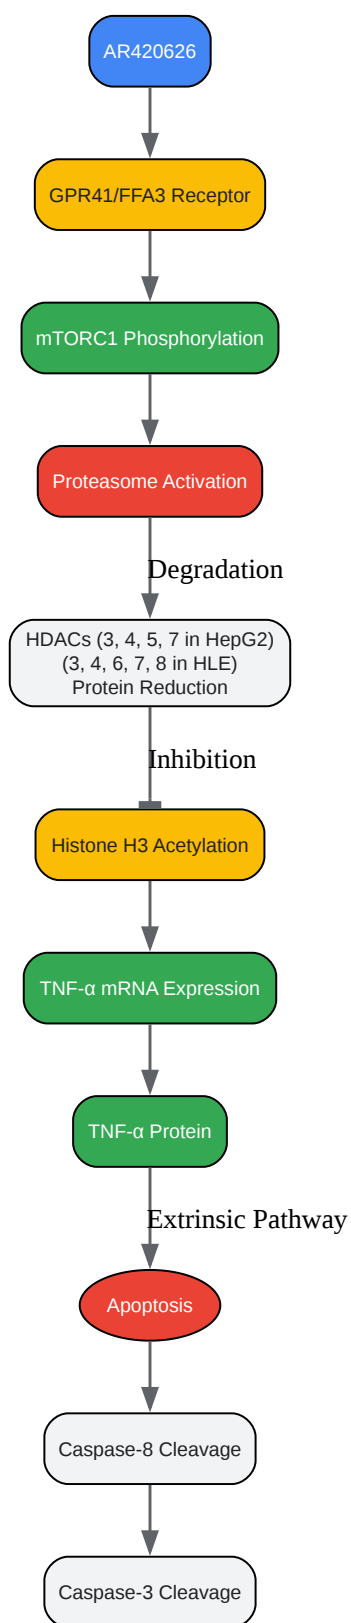 AR420626
GPR41/FFA3 Receptor
mTORC1 Phosphorylation
Proteasome Activation
Degradation
HDACs (3, 4, 5, 7 in HepG2)
(3, 4, 6, 7, 8 in HLE)
Protein Reduction
Inhibition
Histone H3 Acetylation
TNF-α mRNA Expression
TNF-α Protein
Extrinsic Pathway
Apoptosis
Caspase-8 Cleavage
Caspase-3 Cleavage